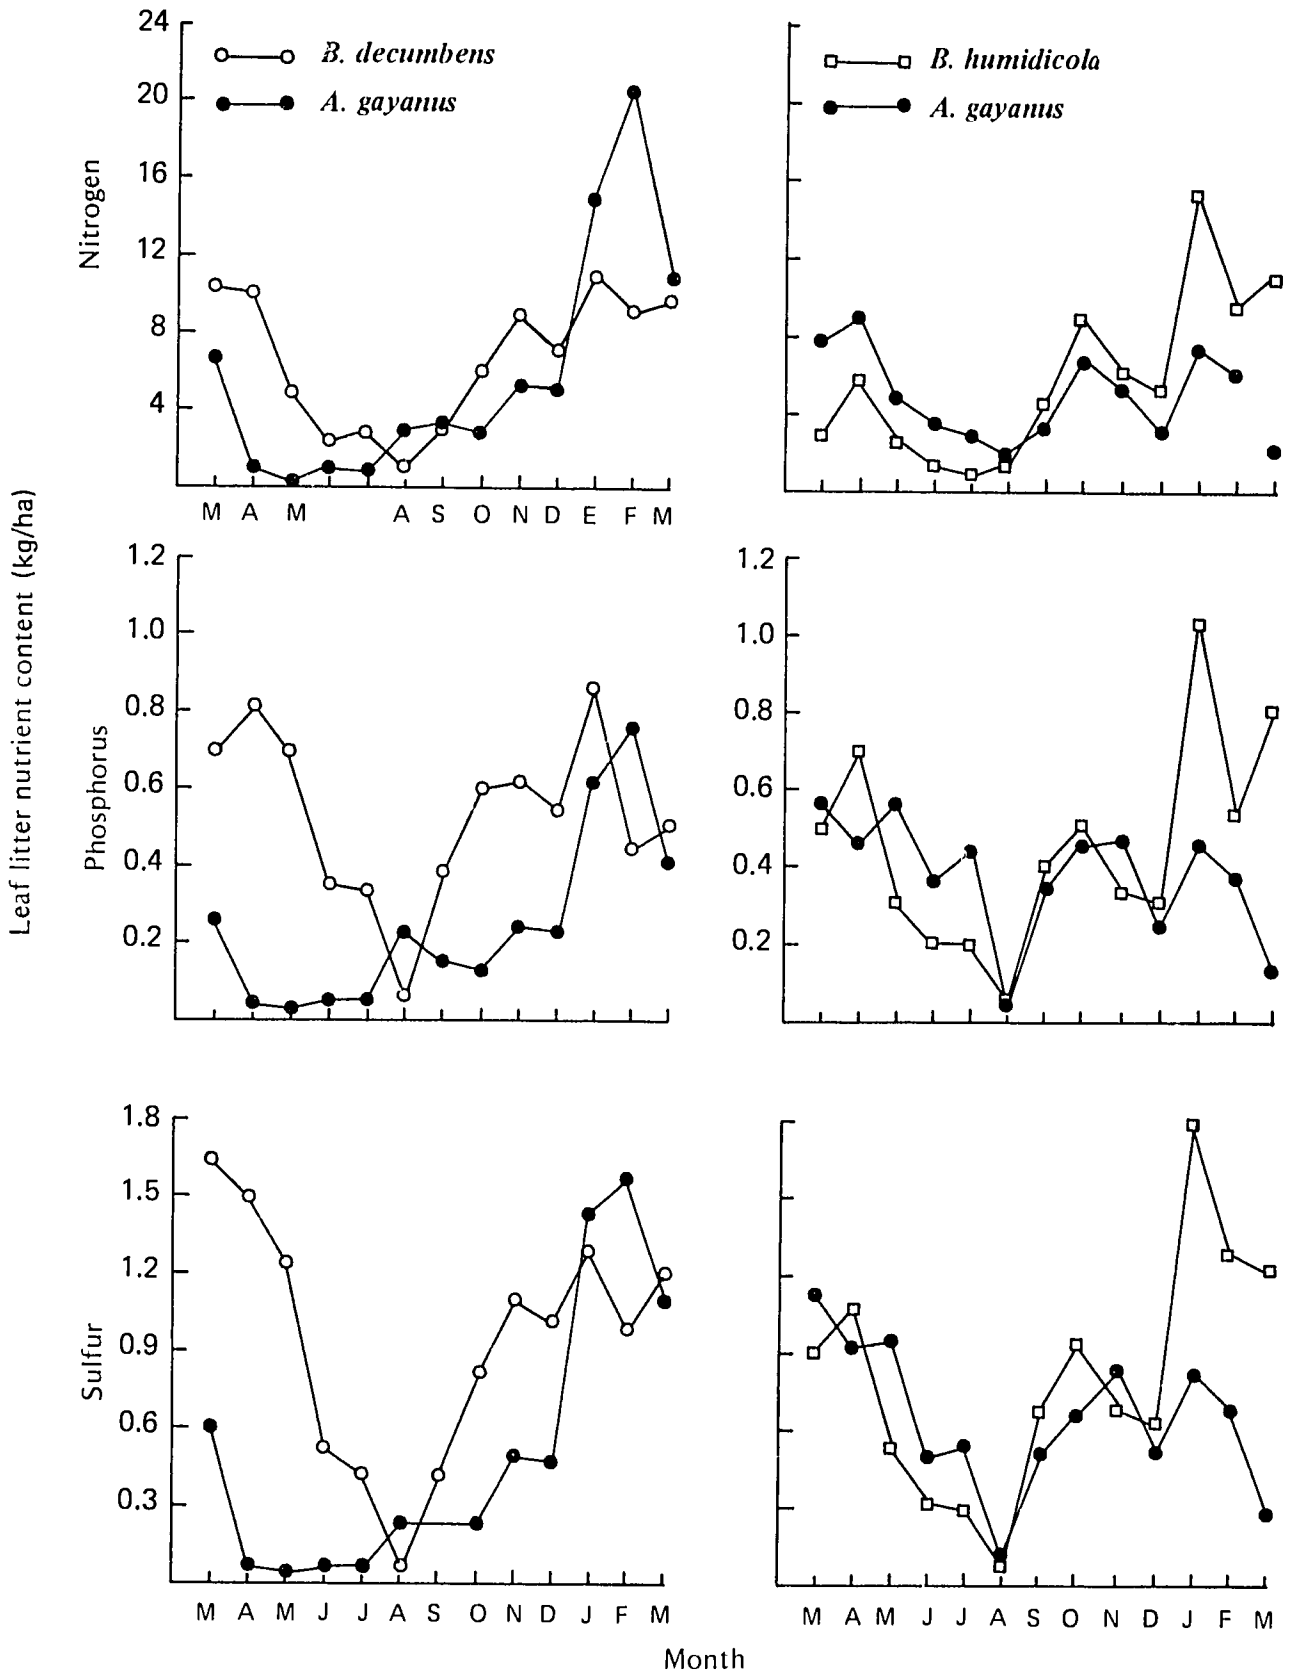 Leaf litter nutrient content (kg/ha)
Nitrogen
24
20
16
12
8
4
B. decumbens
A. gayanus
M A M A S O N D E F M
B. humidicola
A. gayanus
Phosphorus
1.2
1.0
0.8
0.6
0.4
0.2
1.2
1.0
0.8
0.6
0.4
0.2
Sulfur
1.8
1.5
1.2
0.9
0.6
0.3
M A M J J A S O N D J F M
M A M J J A S O N D J F M
Month